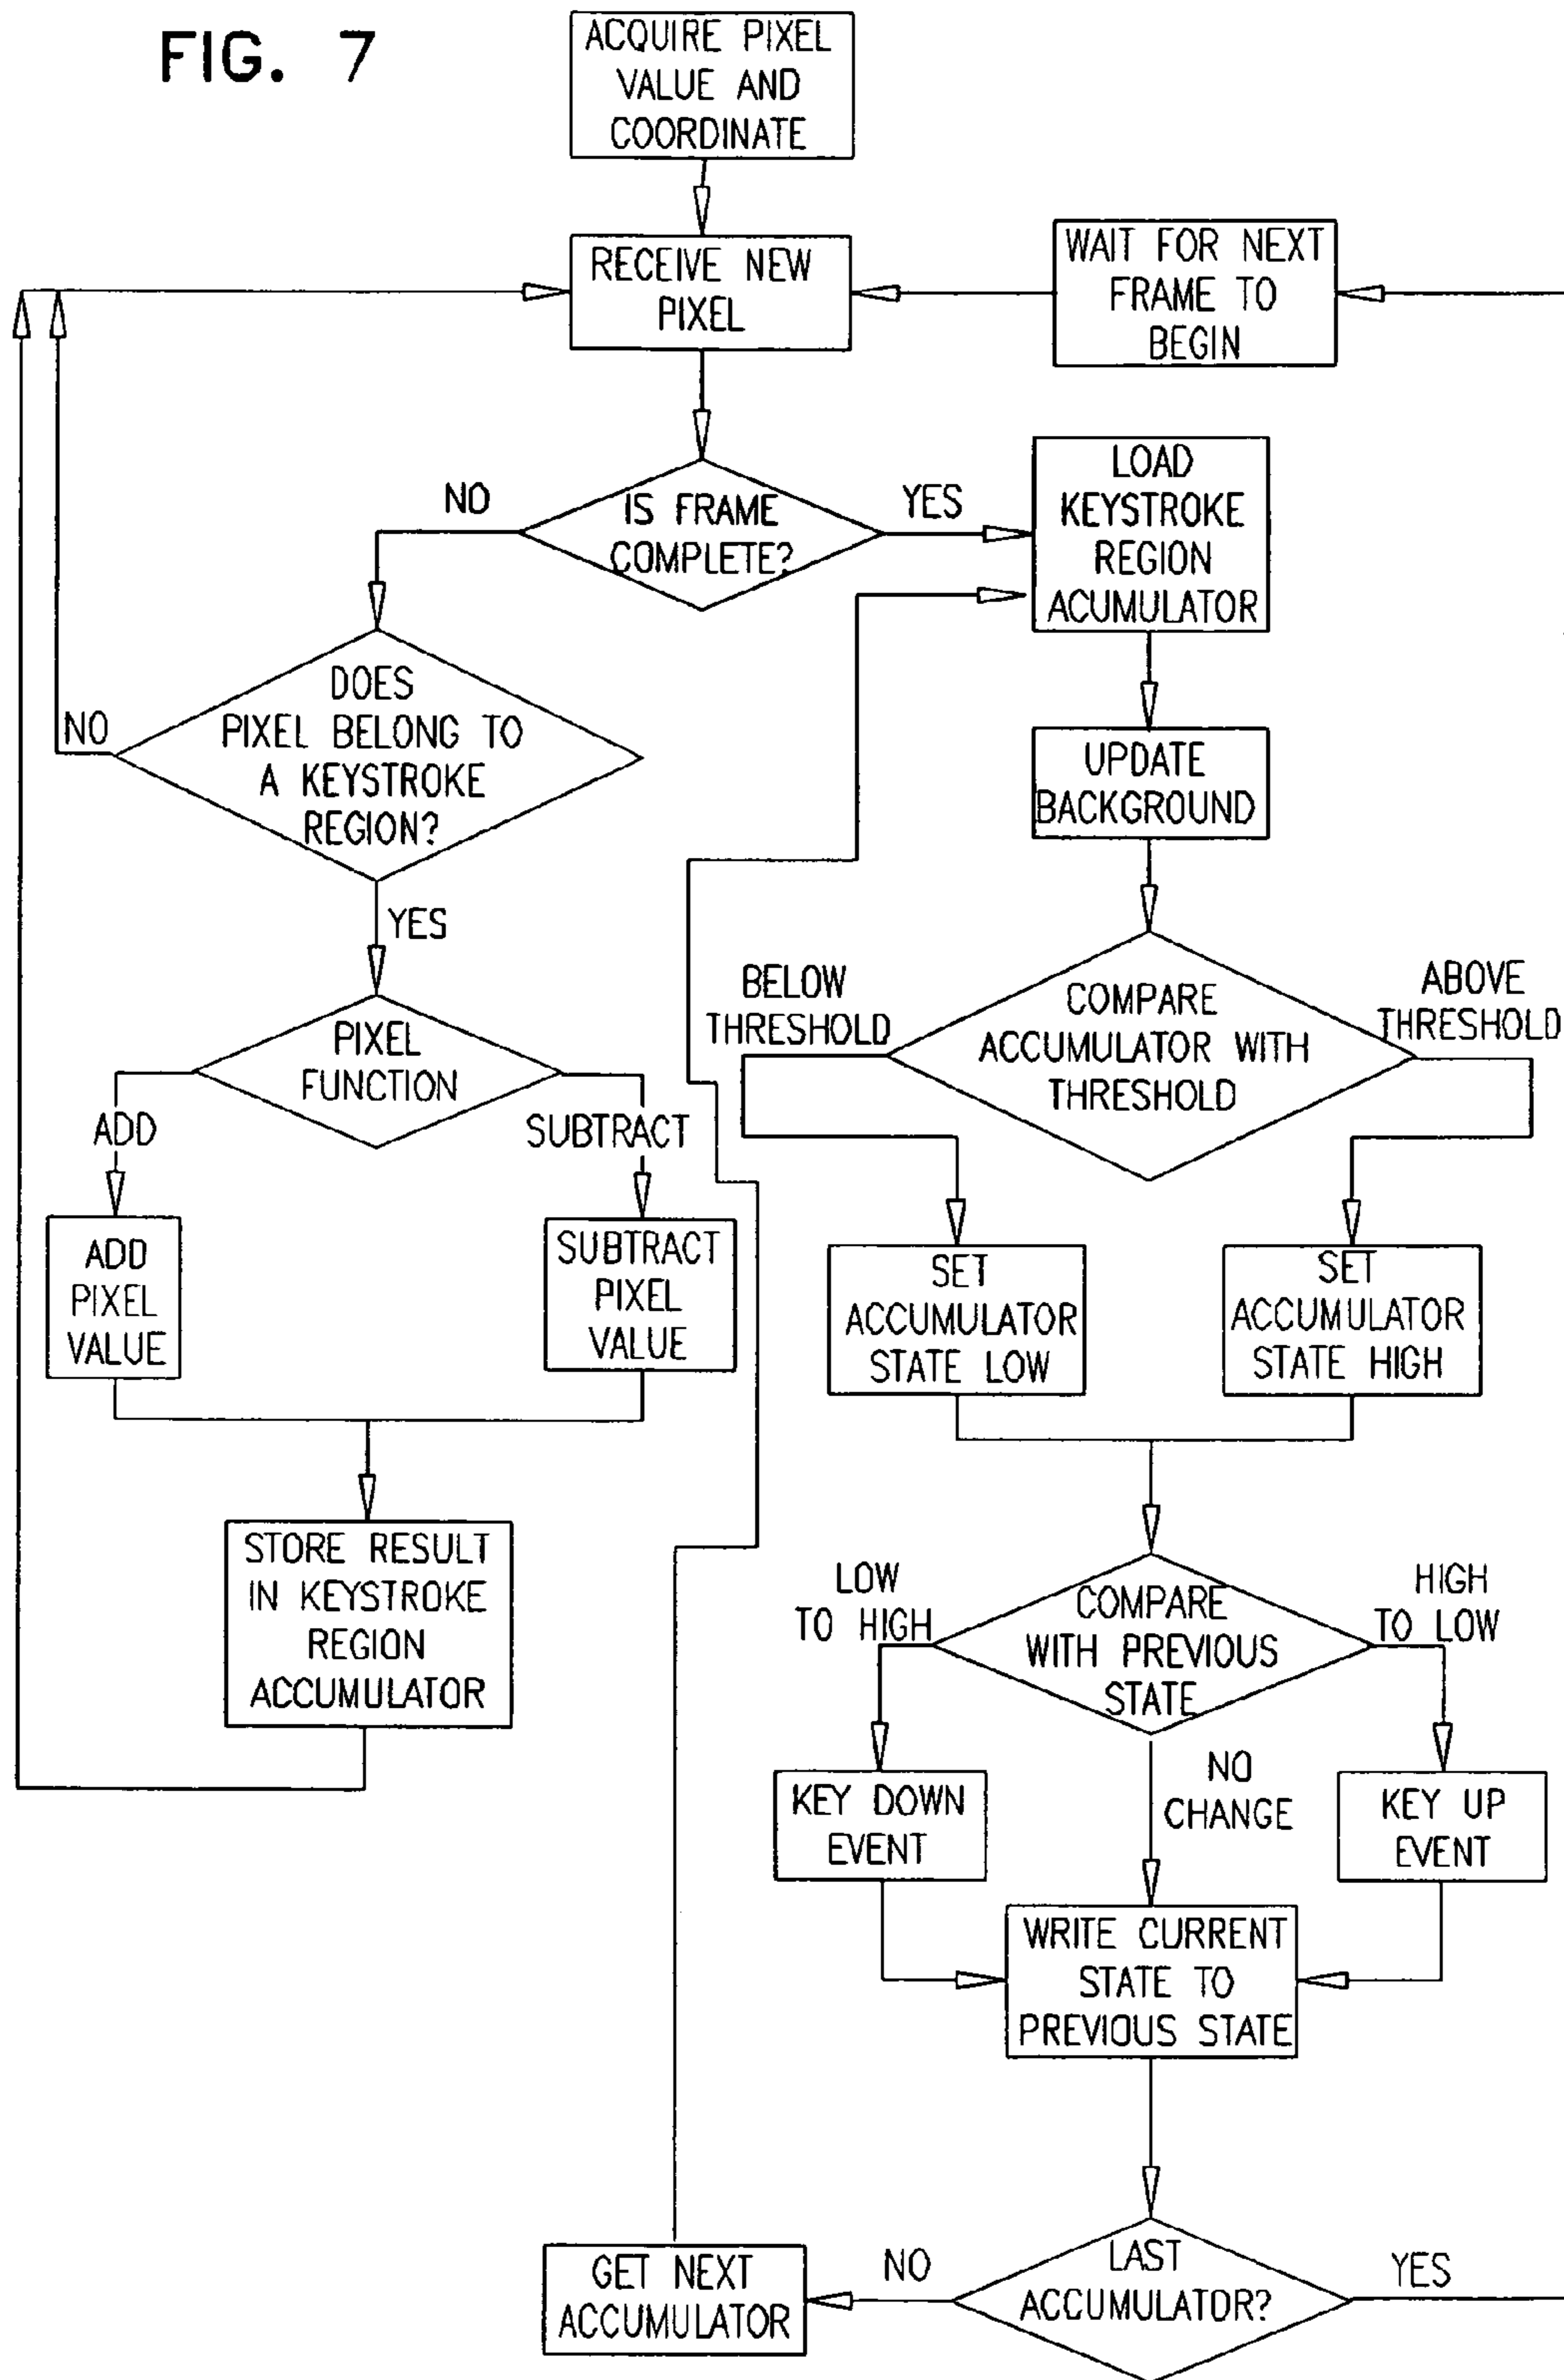 FIG. 7
ACQUIRE PIXEL
VALUE AND
COORDINATE
RECEIVE NEW
PIXEL
WAIT FOR NEXT
FRAME TO
BEGIN
NO
IS FRAME
COMPLETE?
YES
LOAD
KEYSTROKE
REGION
ACUMULATOR
DOES
PIXEL BELONG TO
A KEYSTROKE
REGION?
NO
YES
UPDATE
BACKGROUND
PIXEL
FUNCTION
ADD
SUBTRACT
BELOW
THRESHOLD
COMPARE
ACCUMULATOR WITH
THRESHOLD
ABOVE
THRESHOLD
ADD
PIXEL
VALUE
SUBTRACT
PIXEL
VALUE
SET
ACCUMULATOR
STATE LOW
SET
ACCUMULATOR
STATE HIGH
STORE RESULT
IN KEYSTROKE
REGION
ACCUMULATOR
LOW
TO HIGH
COMPARE
WITH PREVIOUS
STATE
HIGH
TO LOW
KEY DOWN
EVENT
NO
CHANGE
KEY UP
EVENT
WRITE CURRENT
STATE TO
PREVIOUS STATE
GET NEXT
ACCUMULATOR
NO
LAST
ACCUMULATOR?
YES